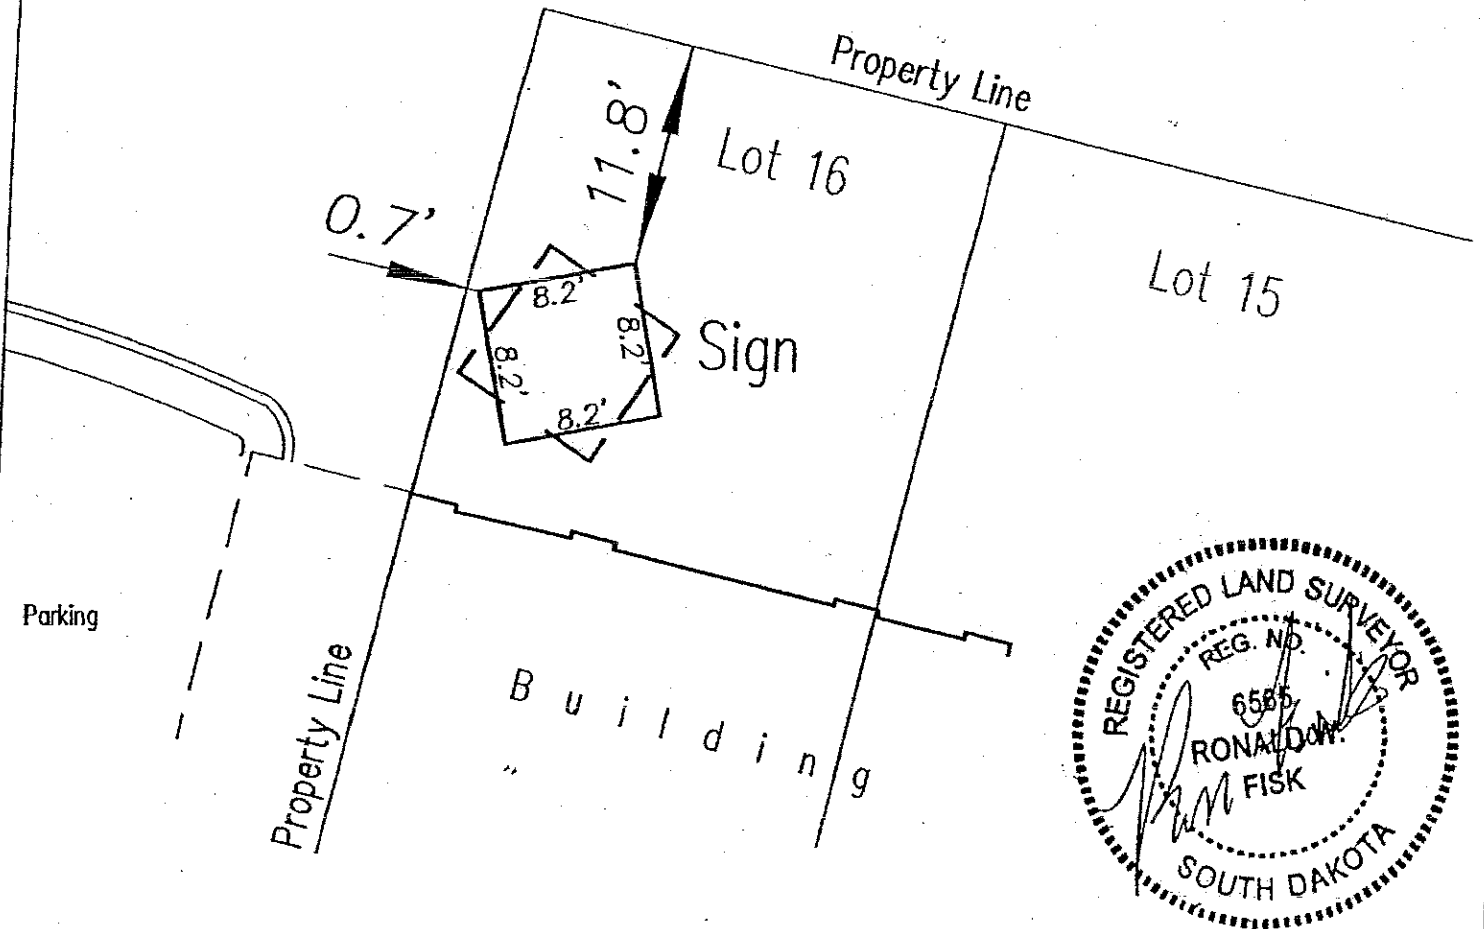 Property Line
11.8'
Lot 16
0.7'
Lot 15
8.2'
8.2'
Sign
8.2'
8.2'
Parking
Property Line
Building
REGISTERED LAND SURVEYOR
REG. NO.
6565
RONALD W.
FISK
SOUTH DAKOTA